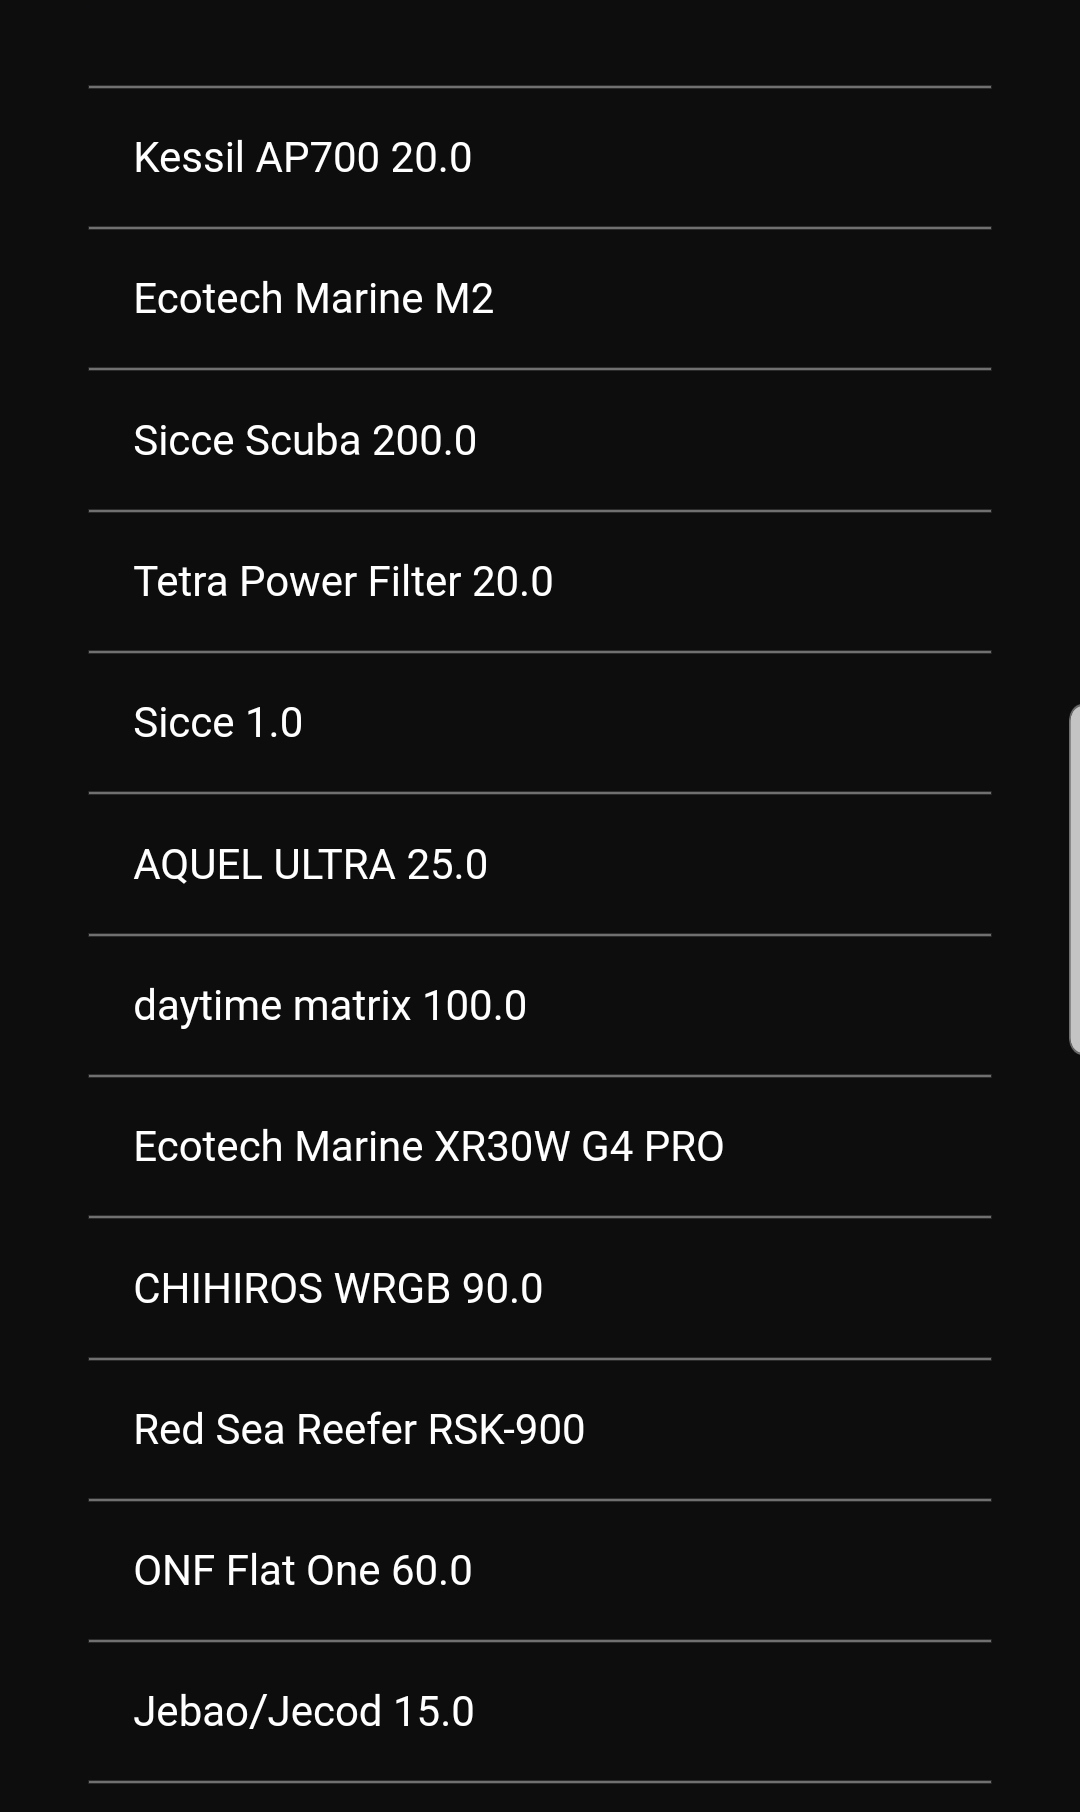 Kessil AP700 20.0
Ecotech Marine M2
Sicce Scuba 200.0
Tetra Power Filter 20.0
Sicce 1.0
AQUEL ULTRA 25.0
daytime matrix 100.0
Ecotech Marine XR30W G4 PRO
CHIHIROS WRGB 90.0
Red Sea Reefer RSK-900
ONF Flat One 60.0
Jebao/Jecod 15.0